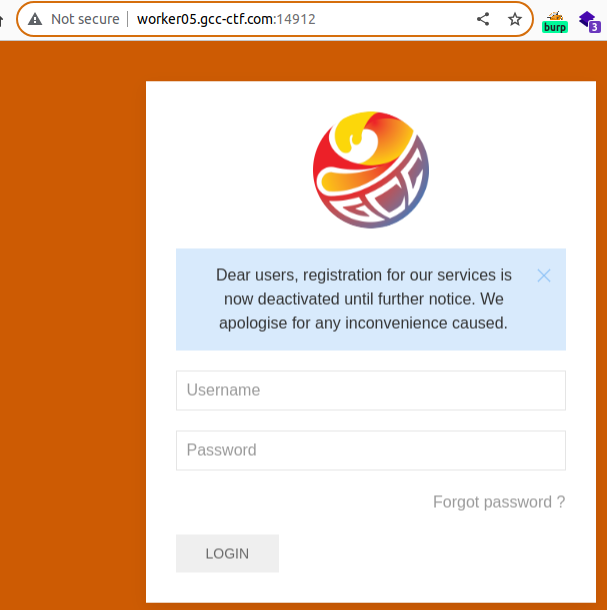 Not secure worker05.gcc-ctf.com:14912
burp
3
GCC
Dear users, registration for our services is
now deactivated until further notice. We
apologise for any inconvenience caused.
Username
Password
Forgot password ?
LOGIN